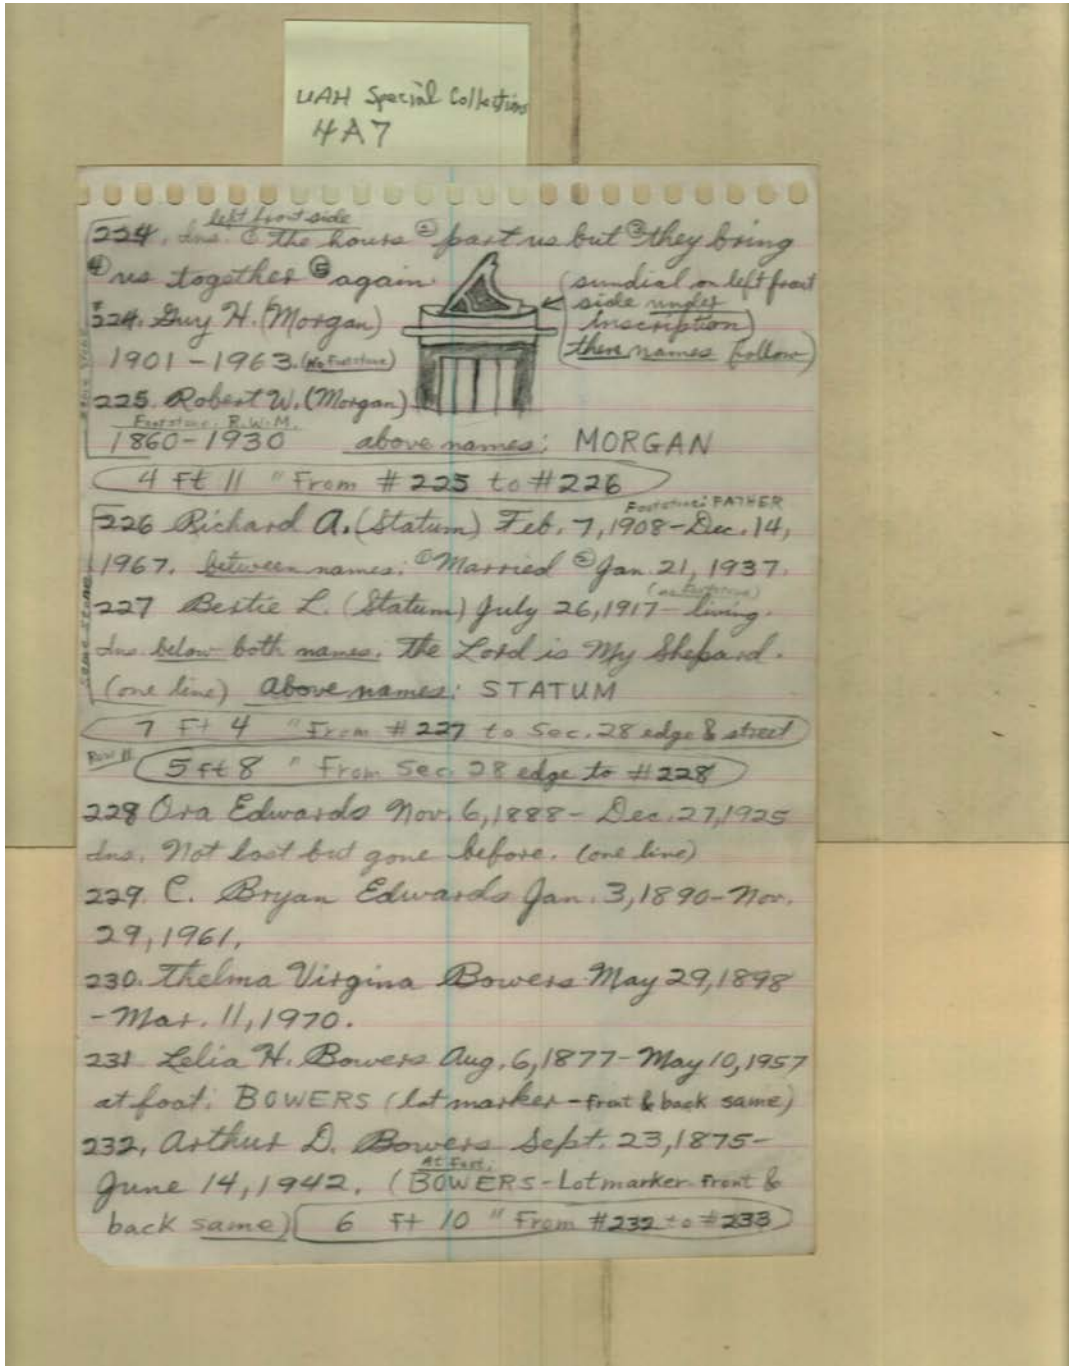 UAH Special Collections
4A7
left front side
224. Ins. ① the hours ② part us but ③ they bring
④ us together ⑤ again
(sundial on left front
side under
Inscription)
then names follow)
224. Guy H. (Morgan)
1901-1963. (No Footstone)
225. Robert W. (Morgan)
Footstone: R.W.M.
1860-1930 above names: MORGAN
4 Ft 11 " From #225 to #226
Footstone: FATHER
226 Richard A. (Statum) Feb. 7, 1908-Dec. 14,
1967. between names: ① Married ② Jan. 21, 1937.
(no Footstone)
227 Bestie L. (Statum) July 26, 1917- living.
Ins. below both names. The Lord is My Shepard.
same stone
(one line) above names: STATUM
7 Ft 4 " From #227 to Sec. 28 edge & street
Row 11
5 ft 8 " From Sec. 28 edge to #228
228 Ora Edwards Nov. 6, 1888- Dec. 27, 1925
Ins. Not lost but gone before. (one line)
229. C. Bryan Edwards Jan. 3, 1890-Nov.
29, 1961.
230. Thelma Virgina Bowers May 29, 1898
-Mar. 11, 1970.
231 Lelia H. Bowers Aug. 6, 1877-May 10, 1957
at foot: BOWERS (lot marker-front & back same)
232. Arthur D. Bowers Sept. 23, 1875-
At foot:
June 14, 1942. (BOWERS-Lotmarker-Front &
back same) 6 Ft 10 " From #232 to #233